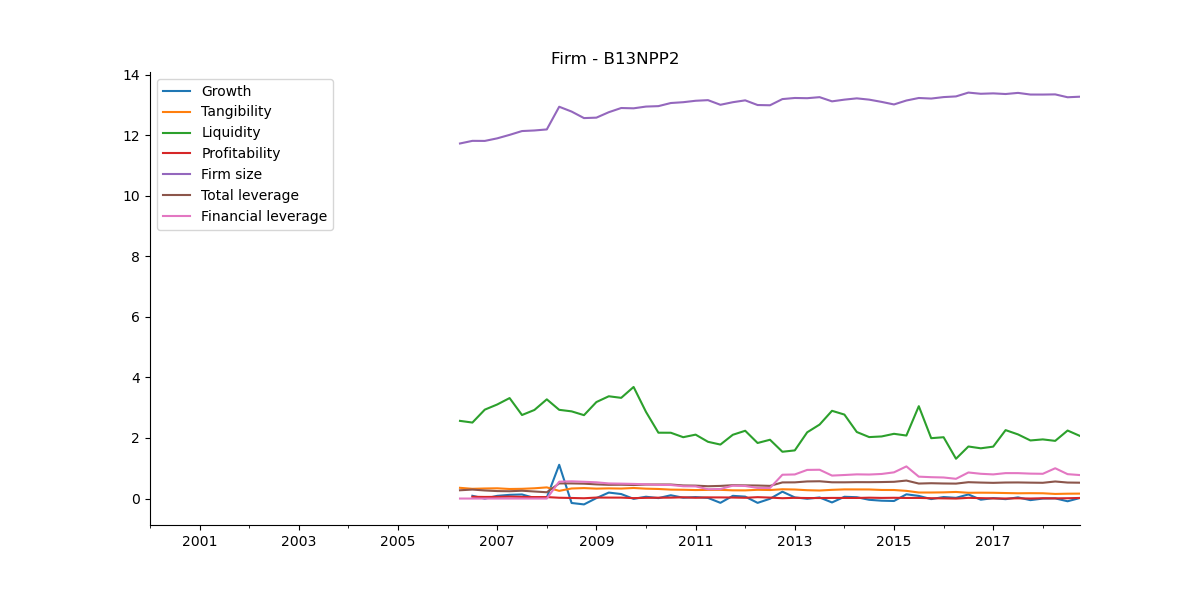 Firm - B13NPP2
14
12
10
8
6
4
2
0
Growth
Tangibility
Liquidity
Profitability
Firm size
Total leverage
Financial leverage
2001 2003 2005 2007 2009 2011 2013 2015 2017